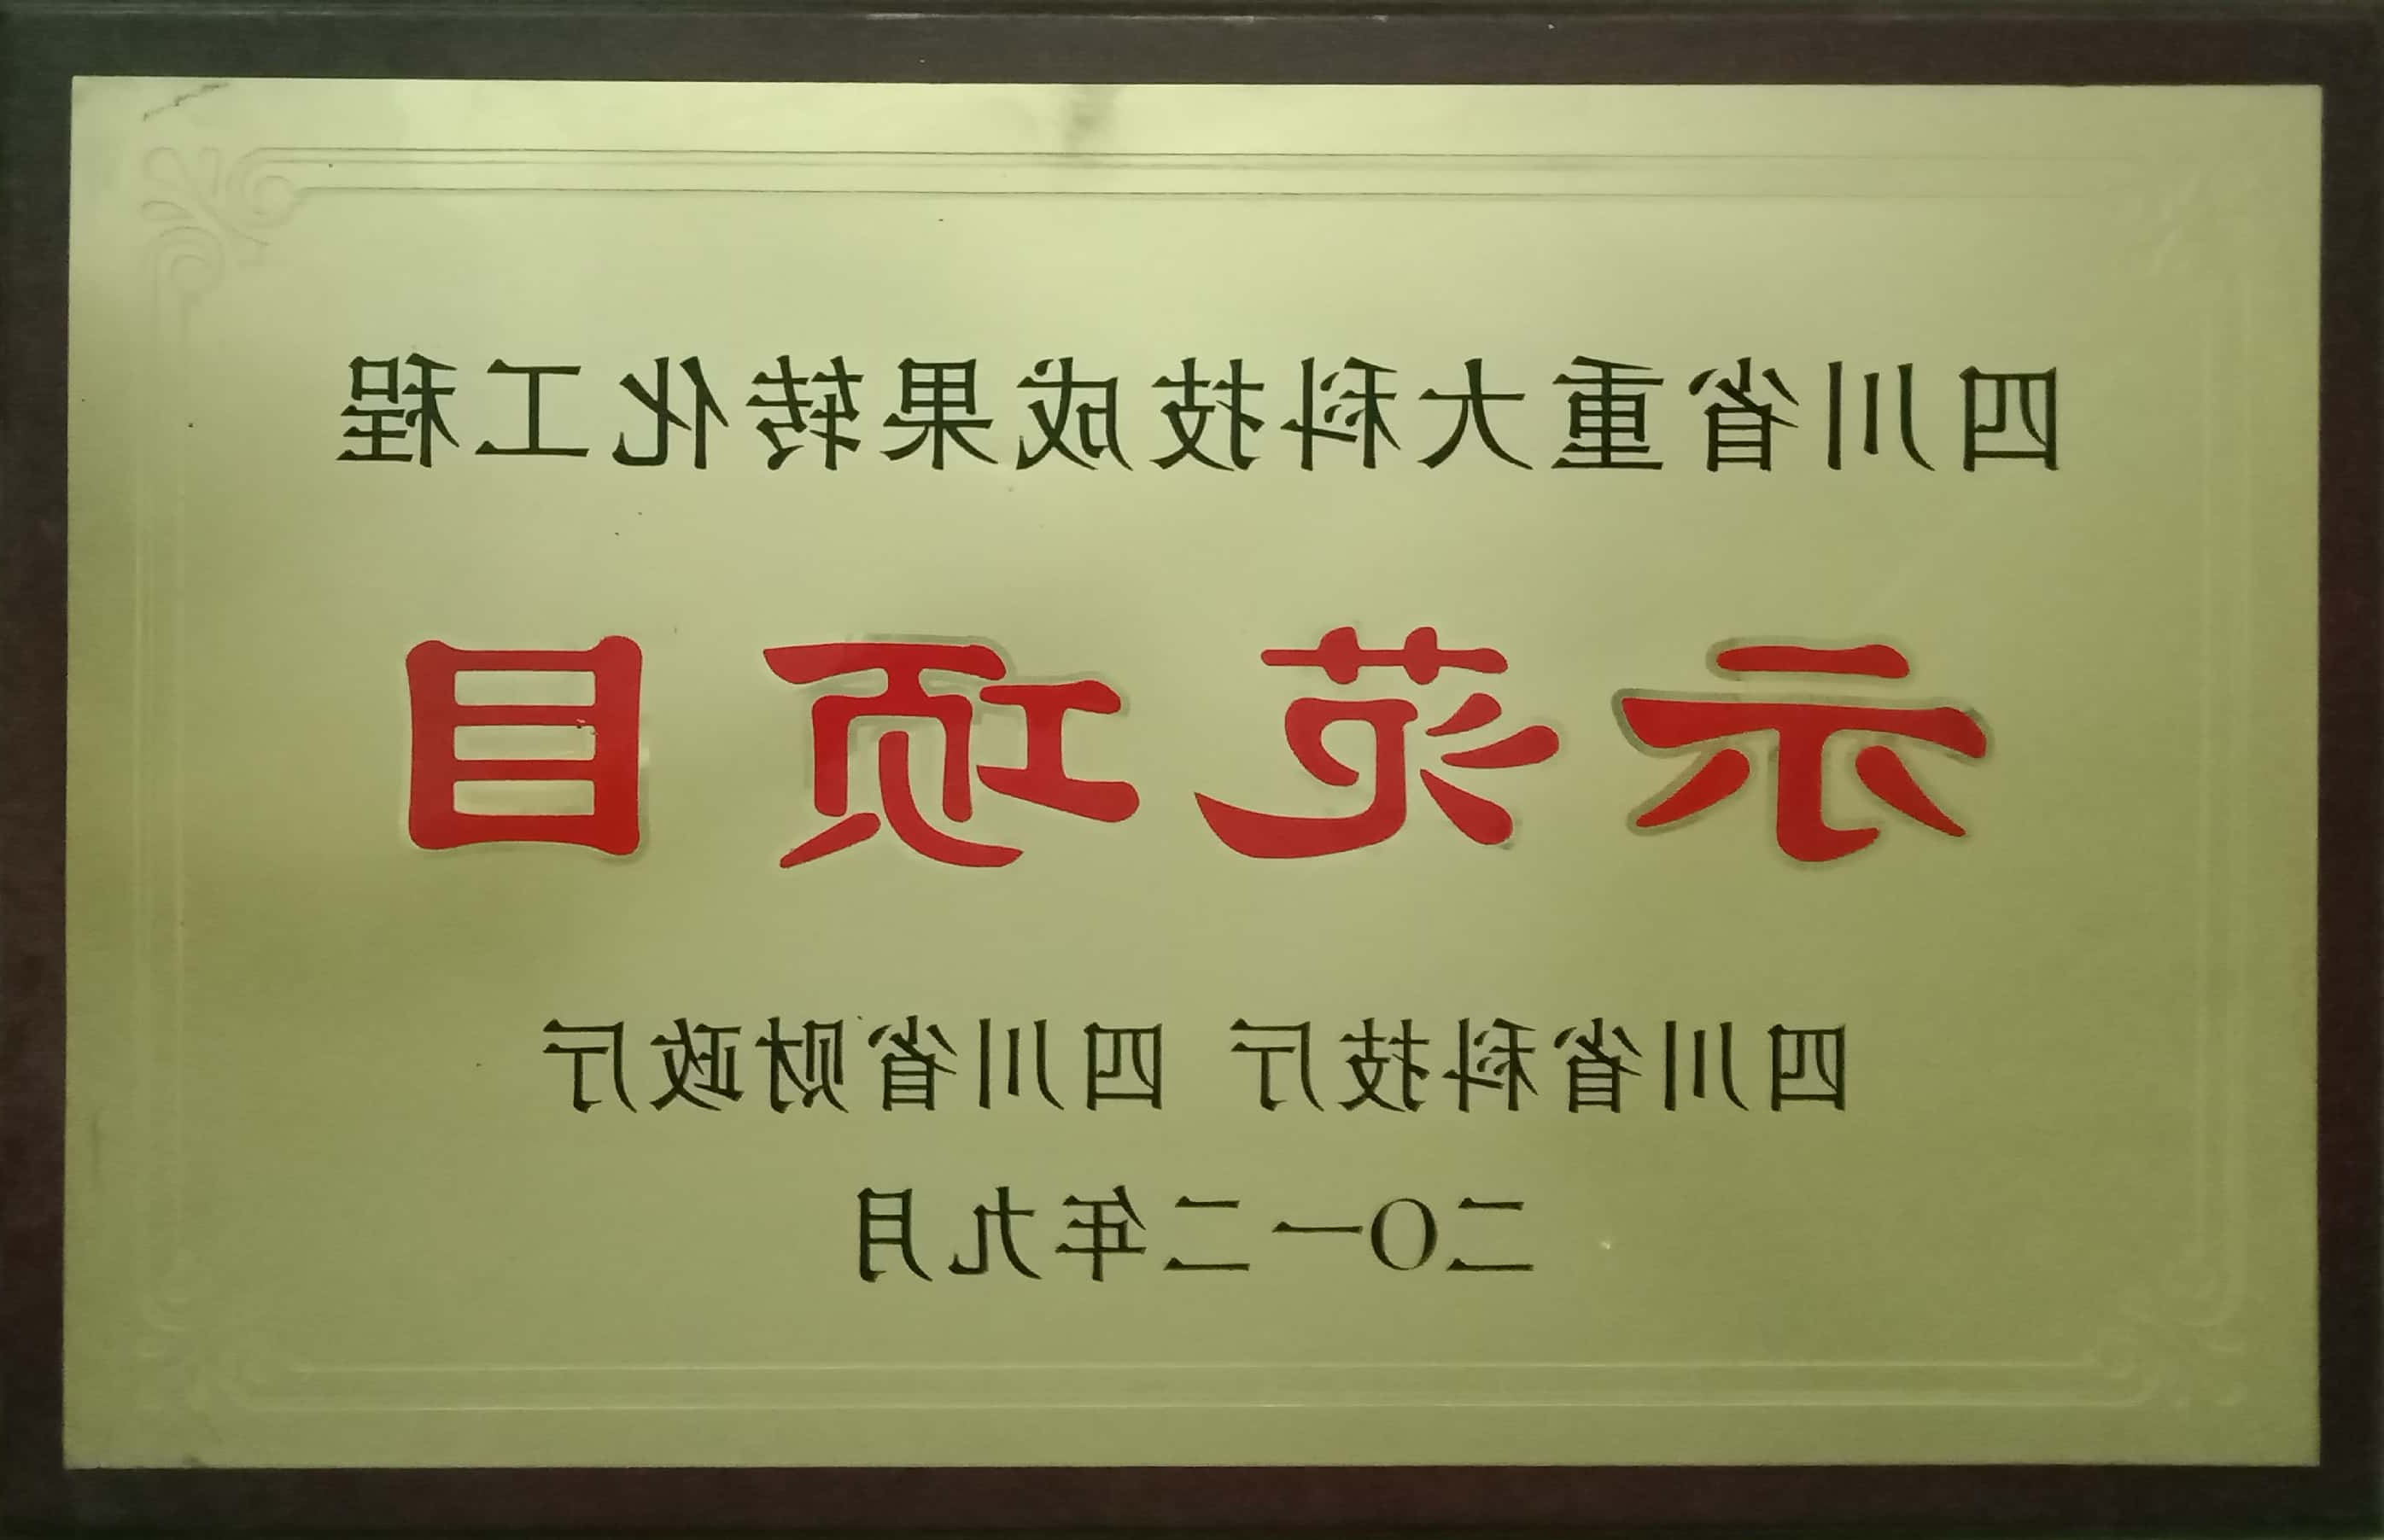 四川省重大科技成果转化工程
示范项目
四川省科技厅 四川省财政厅
二〇一二年九月